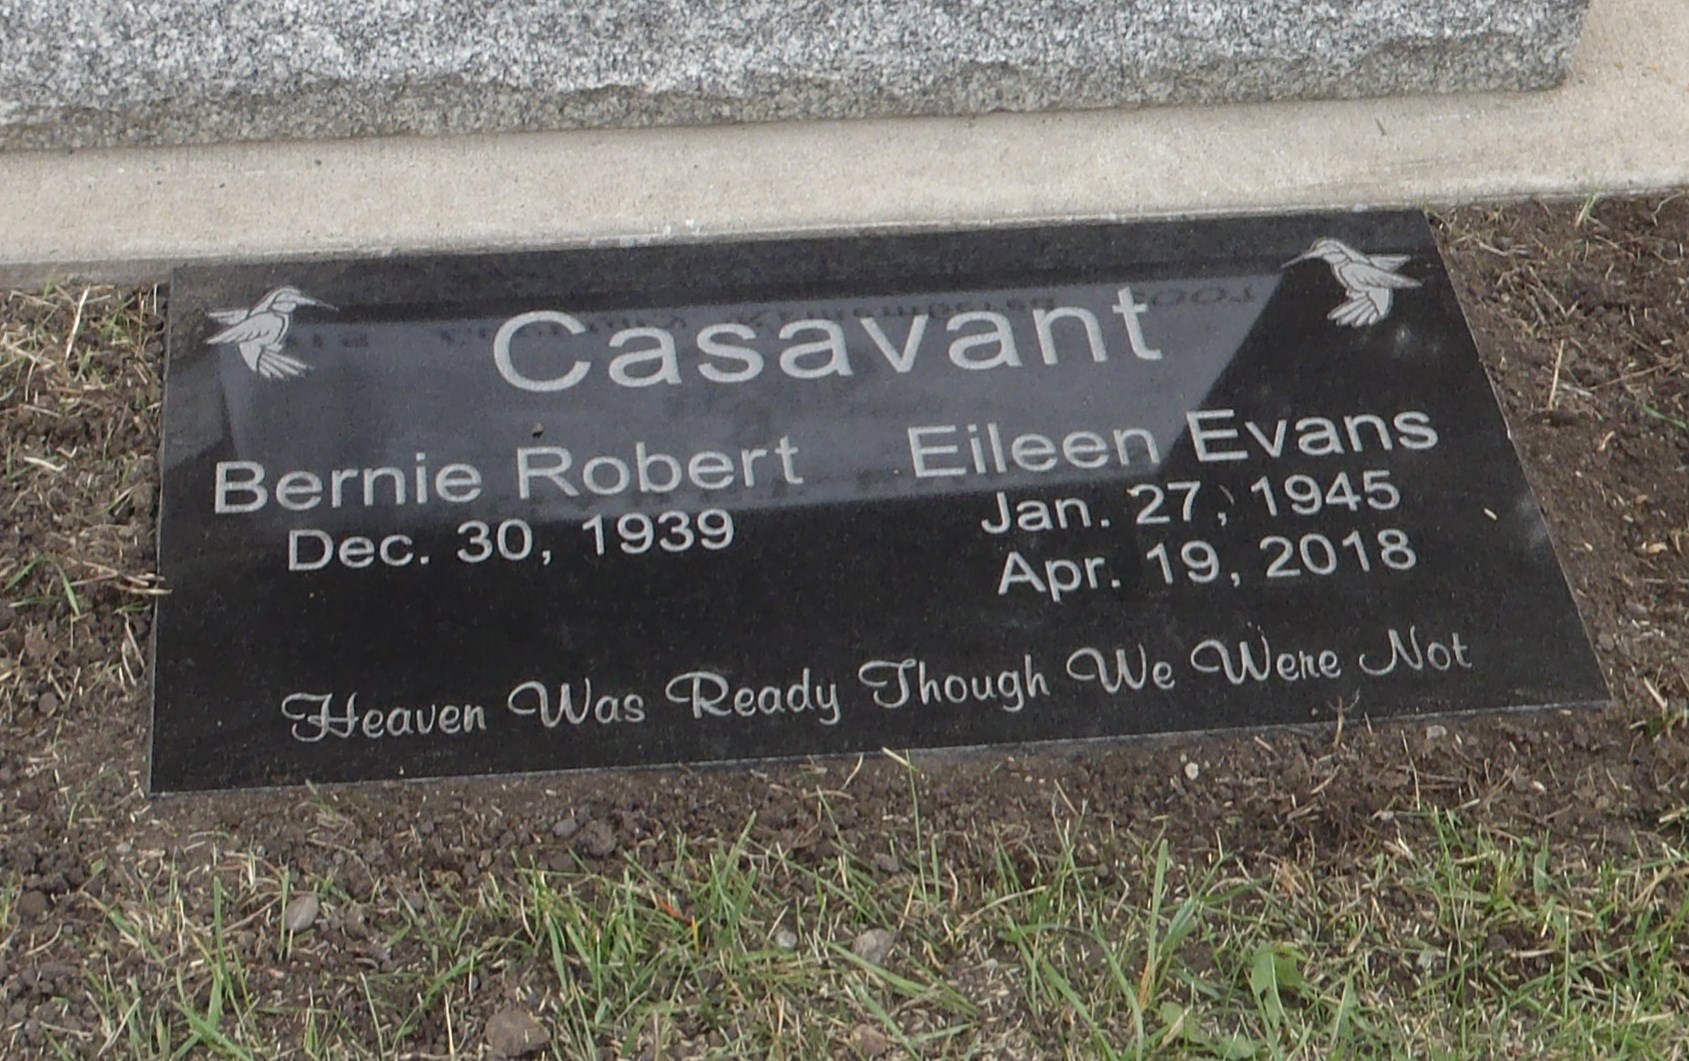 Casavant
Bernie Robert Eileen Evans
Dec. 30, 1939 Jan. 27, 1945
Apr. 19, 2018
Heaven Was Ready Though We Were Not